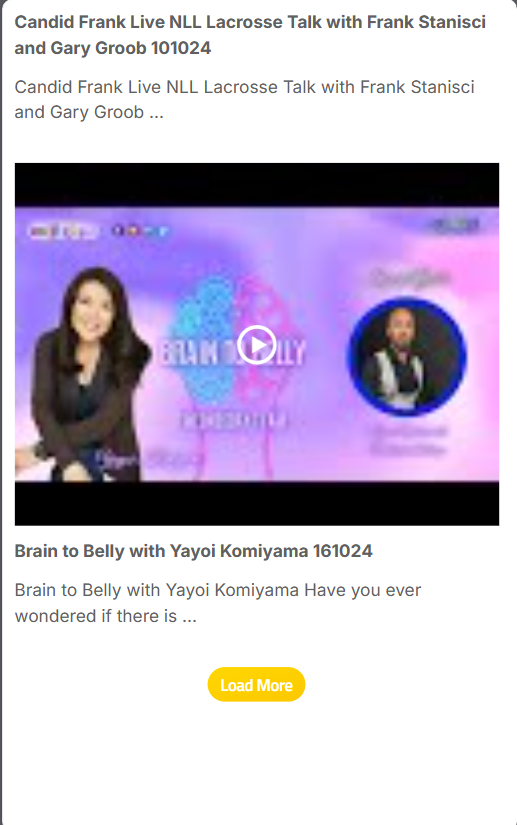 Candid Frank Live NLL Lacrosse Talk with Frank Stanisci
and Gary Groob 101024
Candid Frank Live NLL Lacrosse Talk with Frank Stanisci
and Gary Groob ...
BRAIN TO BELLY
Brain to Belly with Yayoi Komiyama 161024
Brain to Belly with Yayoi Komiyama Have you ever
wondered if there is ...
Load More